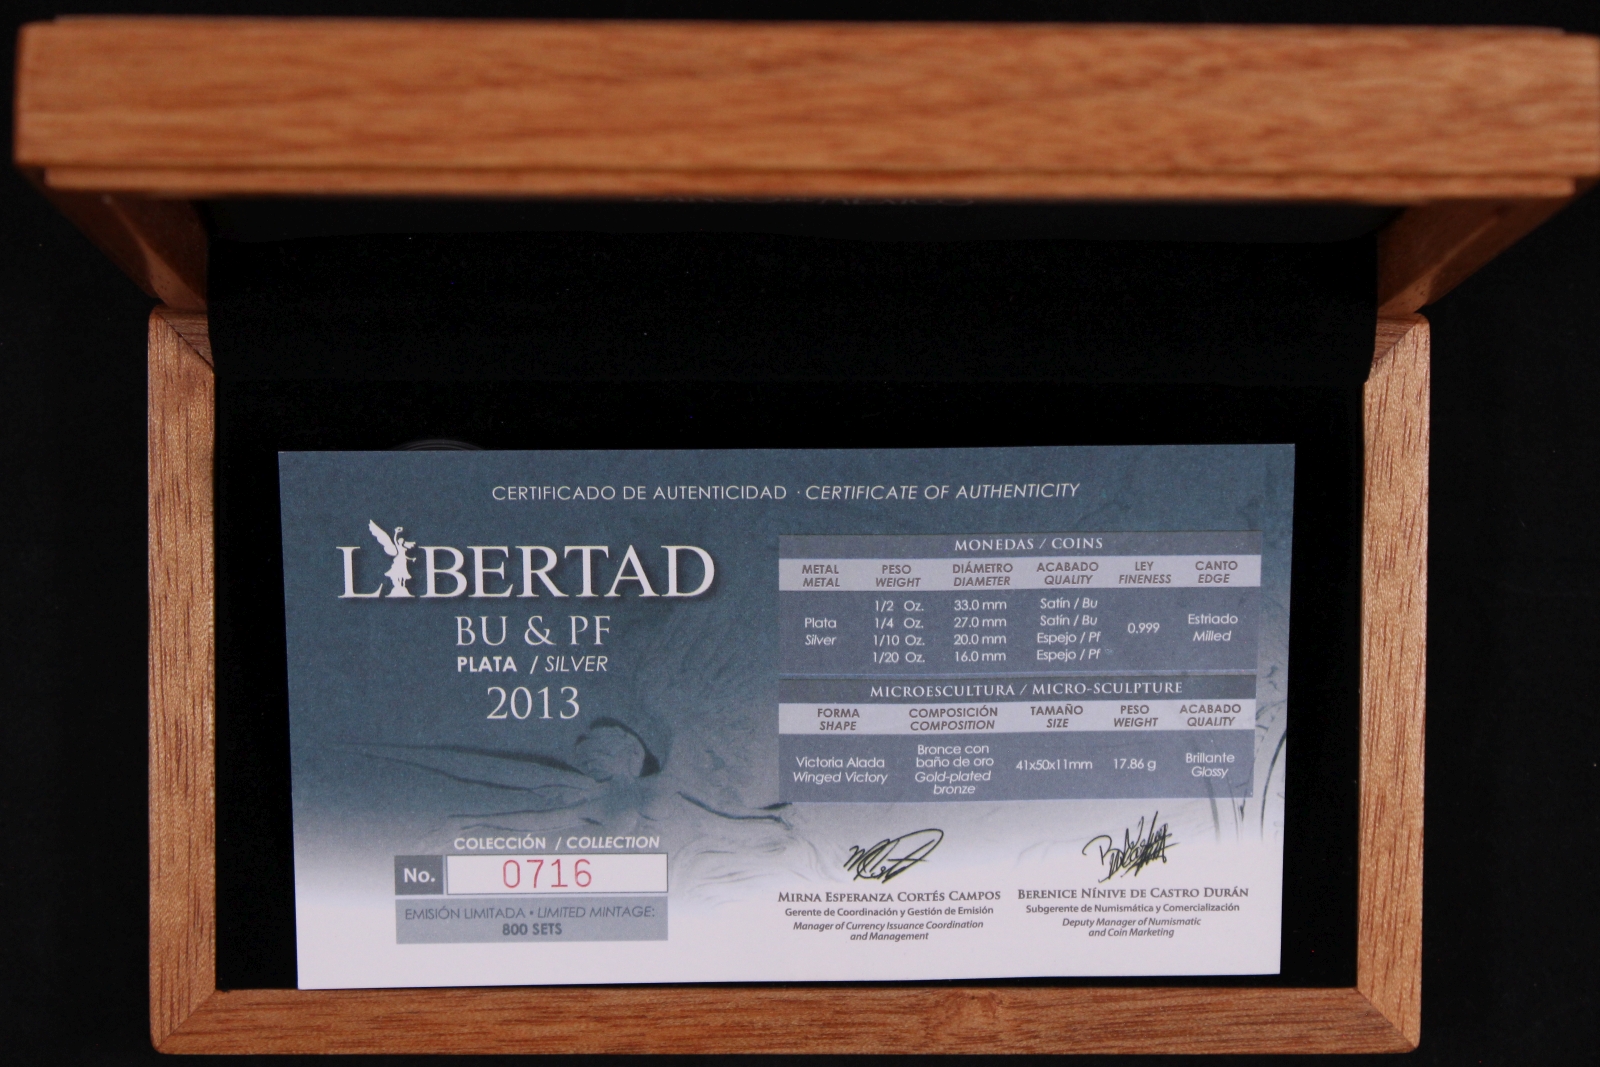 CERTIFICADO DE AUTENTICIDAD · CERTIFICATE OF AUTHENTICITY
LIBERTAD
BU & PF
PLATA / SILVER
2013
COLECCIÓN / COLLECTION
No. 0716
EMISIÓN LIMITADA • LIMITED MINTAGE:
800 SETS
MONEDAS / COINS
METAL PESO DIÁMETRO ACABADO LEY CANTO
METAL WEIGHT DIAMETER QUALITY FINENESS EDGE
1/2 Oz. 33.0 mm Satín / Bu
Plata 1/4 Oz. 27.0 mm Satín / Bu 0.999 Estriado
Silver 1/10 Oz. 20.0 mm Espejo / Pf Milled
1/20 Oz. 16.0 mm Espejo / Pf
MICROESCULTURA / MICRO-SCULPTURE
FORMA COMPOSICIÓN TAMAÑO PESO ACABADO
SHAPE COMPOSITION SIZE WEIGHT QUALITY
Bronce con
Victoria Alada baño de oro 41x50x11mm 17.86 g Brillante
Winged Victory Gold-plated Glossy
bronze
MIRNA ESPERANZA CORTÉS CAMPOS
Gerente de Coordinación y Gestión de Emisión
Manager of Currency Issuance Coordination
and Management
BERENICE NÍNIVE DE CASTRO DURÁN
Subgerente de Numismática y Comercialización
Deputy Manager of Numismatic
and Coin Marketing